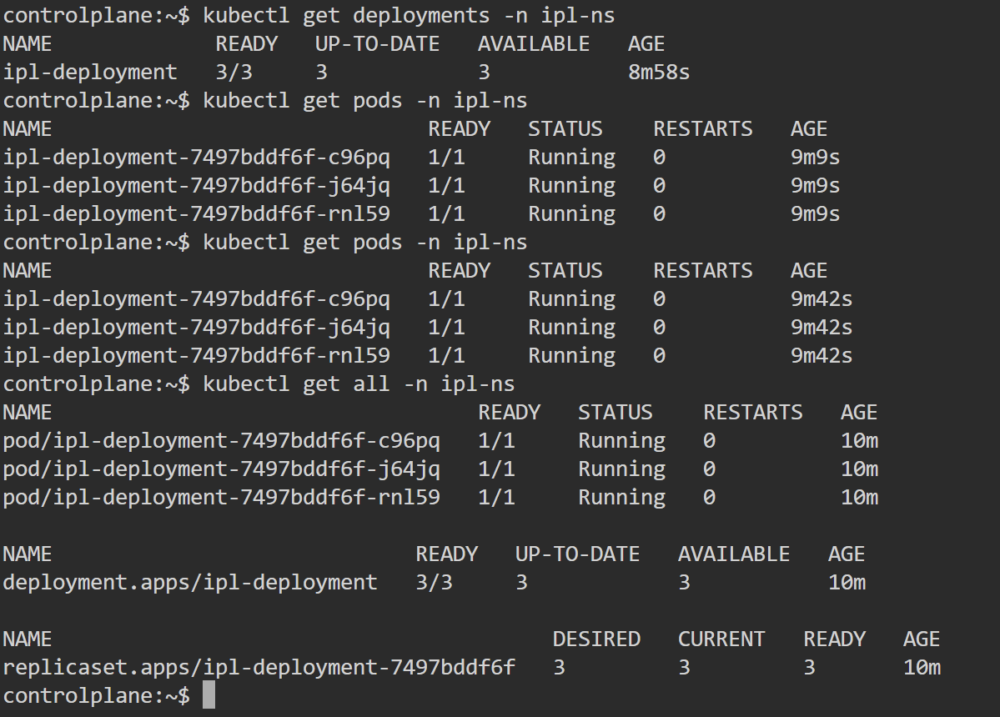 controlplane:~$ kubectl get deployments -n ipl-ns
NAME             READY   UP-TO-DATE   AVAILABLE   AGE
ipl-deployment   3/3     3            3           8m58s
controlplane:~$ kubectl get pods -n ipl-ns
NAME                              READY   STATUS    RESTARTS   AGE
ipl-deployment-7497bddf6f-c96pq   1/1     Running   0          9m9s
ipl-deployment-7497bddf6f-j64jq   1/1     Running   0          9m9s
ipl-deployment-7497bddf6f-rnl59   1/1     Running   0          9m9s
controlplane:~$ kubectl get pods -n ipl-ns
NAME                              READY   STATUS    RESTARTS   AGE
ipl-deployment-7497bddf6f-c96pq   1/1     Running   0          9m42s
ipl-deployment-7497bddf6f-j64jq   1/1     Running   0          9m42s
ipl-deployment-7497bddf6f-rnl59   1/1     Running   0          9m42s
controlplane:~$ kubectl get all -n ipl-ns
NAME                                  READY   STATUS    RESTARTS   AGE
pod/ipl-deployment-7497bddf6f-c96pq   1/1     Running   0          10m
pod/ipl-deployment-7497bddf6f-j64jq   1/1     Running   0          10m
pod/ipl-deployment-7497bddf6f-rnl59   1/1     Running   0          10m

NAME                             READY   UP-TO-DATE   AVAILABLE   AGE
deployment.apps/ipl-deployment   3/3     3            3           10m

NAME                                        DESIRED   CURRENT   READY   AGE
replicaset.apps/ipl-deployment-7497bddf6f   3         3         3       10m
controlplane:~$